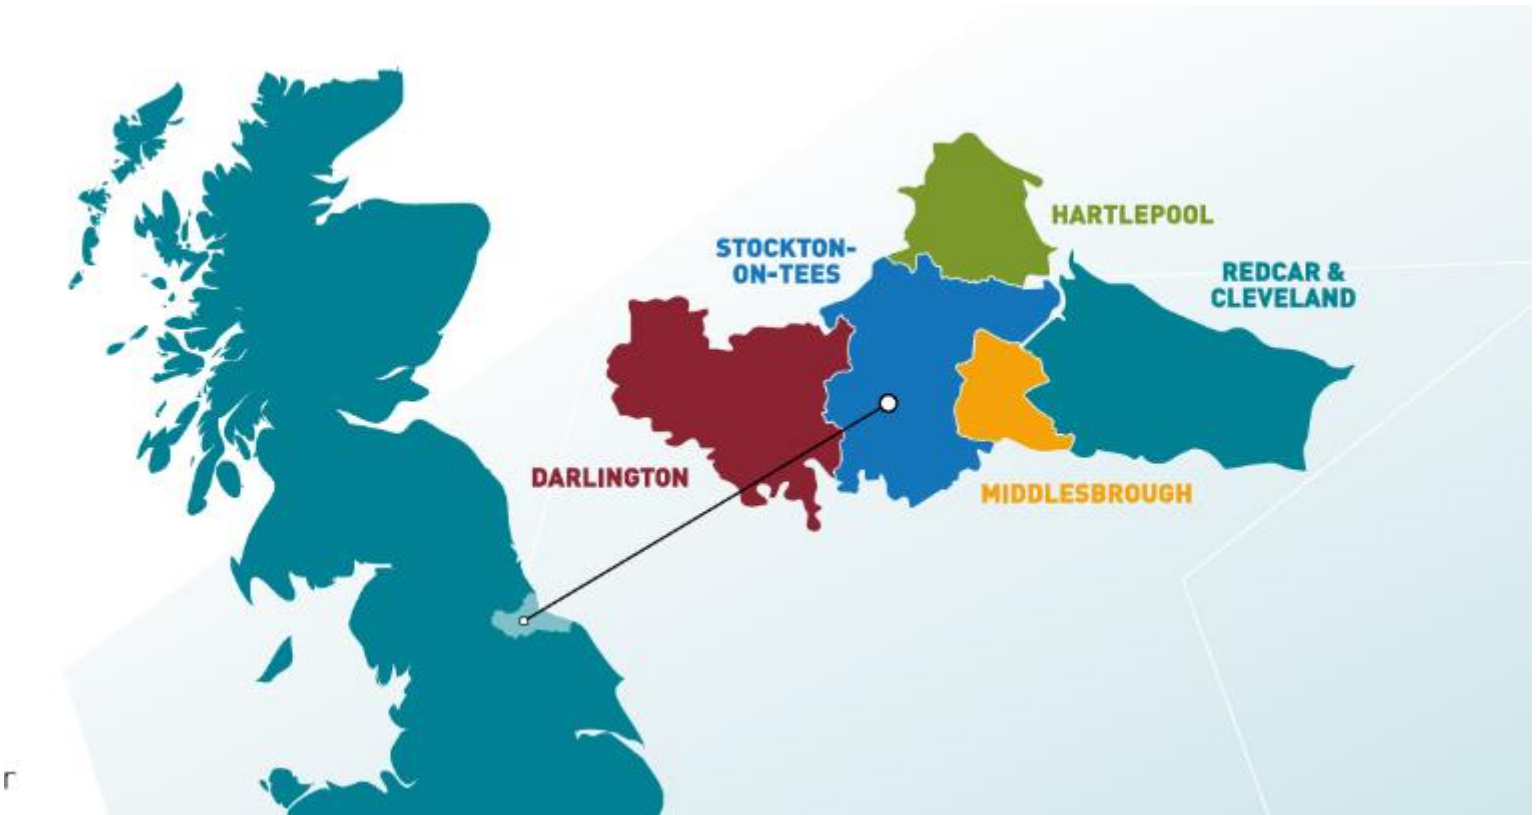 HARTLEPOOL
STOCKTON-
ON-TEES
REDCAR &
CLEVELAND
DARLINGTON
MIDDLESBROUGH
r